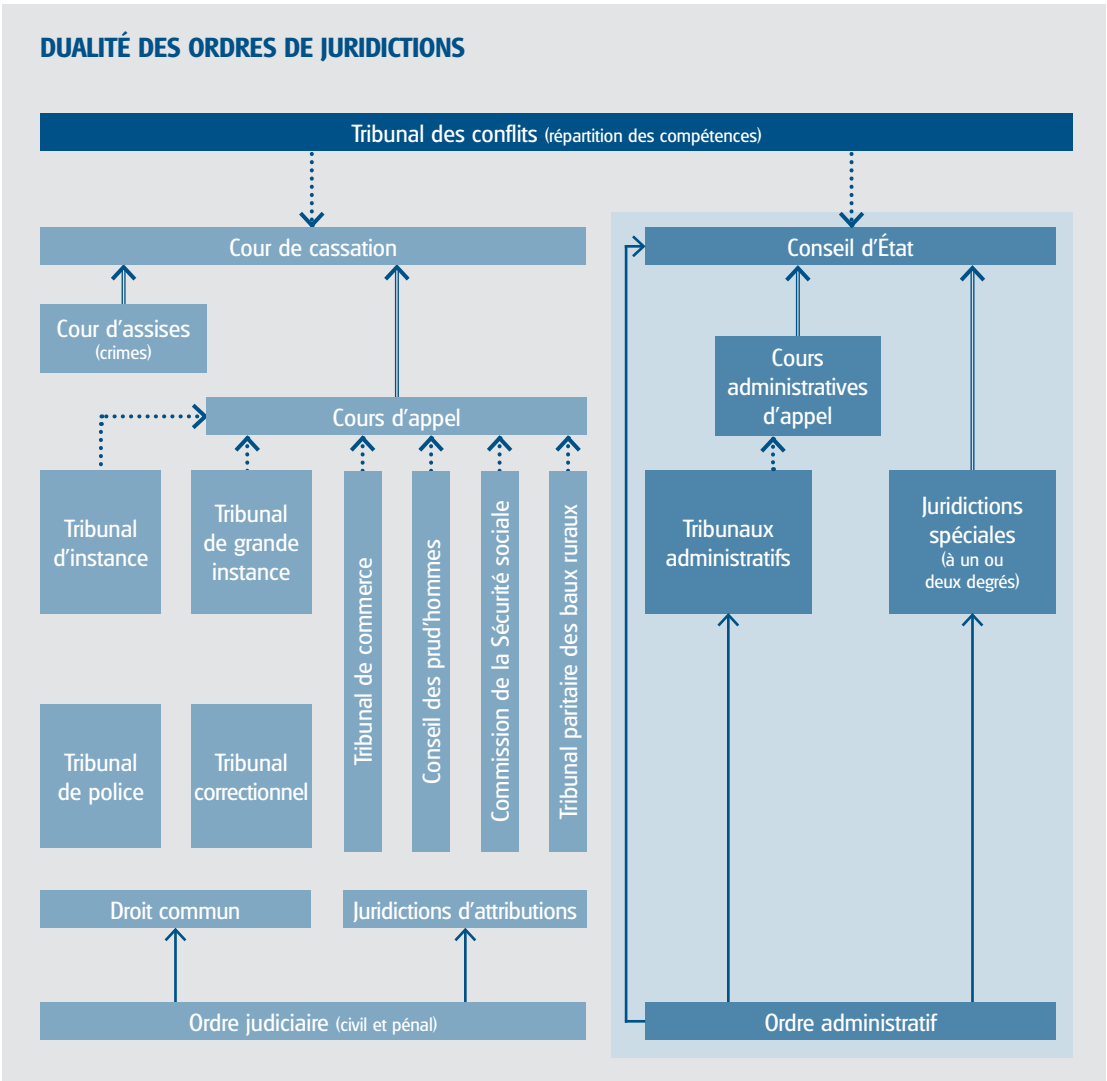 DUALITÉ DES ORDRES DE JURIDICTIONS
Tribunal des conflits (répartition des compétences)
Cour de cassation
Conseil d'État
Cour d'assises
(crimes)
Cours
administratives
d'appel
Cours d'appel
Tribunal
d'instance
Tribunal
de grande
instance
Tribunal de commerce
Conseil des prud'hommes
Commission de la Sécurité sociale
Tribunal paritaire des baux ruraux
Tribunaux
administratifs
Juridictions
spéciales
(à un ou
deux degrés)
Tribunal
de police
Tribunal
correctionnel
Droit commun
Juridictions d'attributions
Ordre judiciaire (civil et pénal)
Ordre administratif